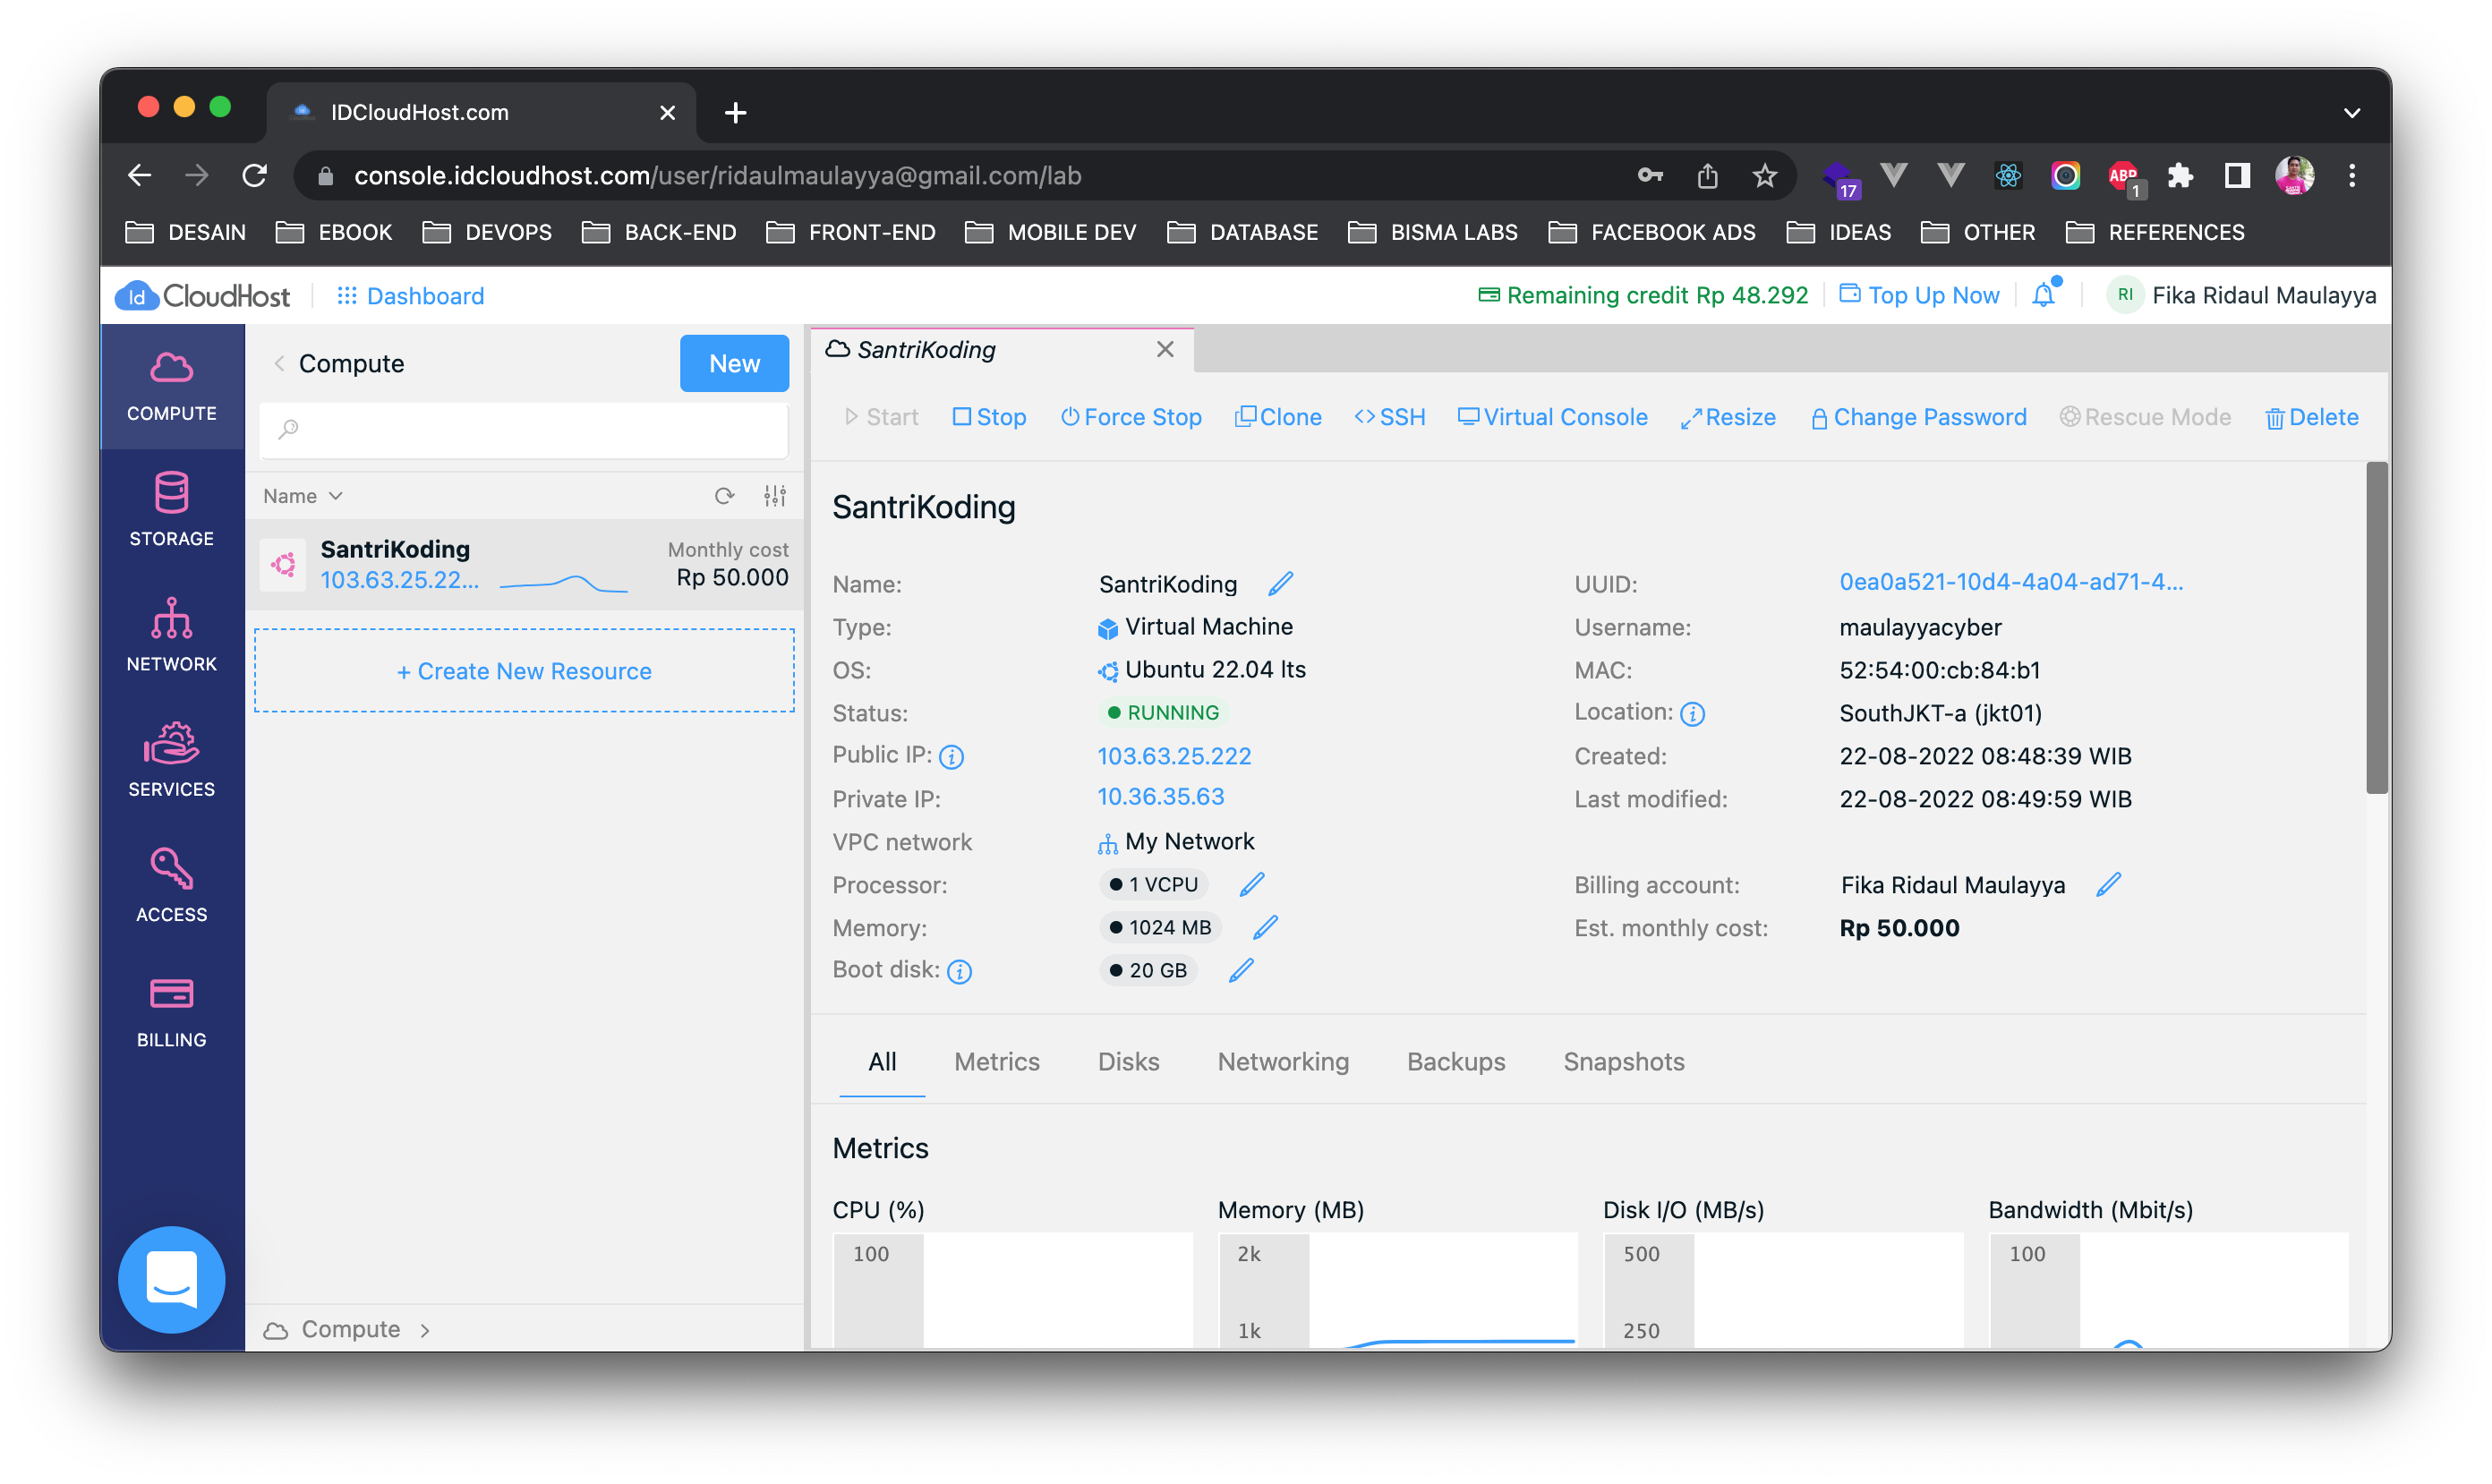 IDCloudHost.com
console.idcloudhost.com/user/ridaulmaulayya@gmail.com/lab
17
ABP
1
DESAIN EBOOK DEVOPS BACK-END FRONT-END MOBILE DEV DATABASE BISMA LABS FACEBOOK ADS IDEAS OTHER REFERENCES
Id CloudHost Dashboard
Remaining credit Rp 48.292 Top Up Now RI Fika Ridaul Maulayya
COMPUTE
STORAGE
NETWORK
SERVICES
ACCESS
BILLING
Compute New
Name
SantriKoding Monthly cost
103.63.25.22... Rp 50.000
+ Create New Resource
Compute
SantriKoding
Start Stop Force Stop Clone SSH Virtual Console Resize Change Password Rescue Mode Delete
SantriKoding
Name: SantriKoding UUID: 0ea0a521-10d4-4a04-ad71-4...
Type: Virtual Machine Username: maulayyacyber
OS: Ubuntu 22.04 lts MAC: 52:54:00:cb:84:b1
Status: RUNNING Location: SouthJKT-a (jkt01)
Public IP: 103.63.25.222 Created: 22-08-2022 08:48:39 WIB
Private IP: 10.36.35.63 Last modified: 22-08-2022 08:49:59 WIB
VPC network My Network
Processor: 1 VCPU Billing account: Fika Ridaul Maulayya
Memory: 1024 MB Est. monthly cost: Rp 50.000
Boot disk: 20 GB
All Metrics Disks Networking Backups Snapshots
Metrics
CPU (%) Memory (MB) Disk I/O (MB/s) Bandwidth (Mbit/s)
100 2k 500 100
1k 250